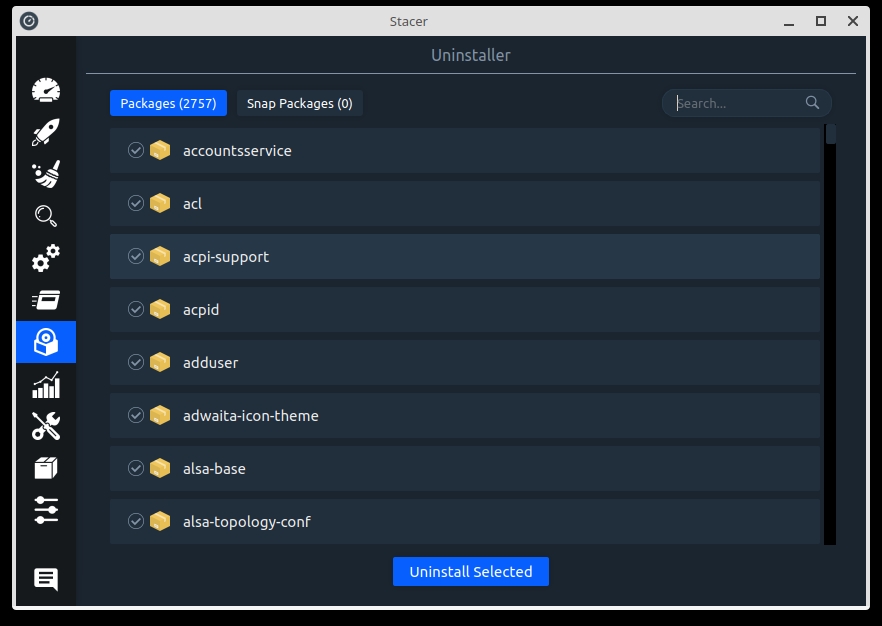 Stacer
Uninstaller
Packages (2757)
Snap Packages (0)
Search...
accountsservice
acl
acpi-support
acpid
adduser
adwaita-icon-theme
alsa-base
alsa-topology-conf
Uninstall Selected